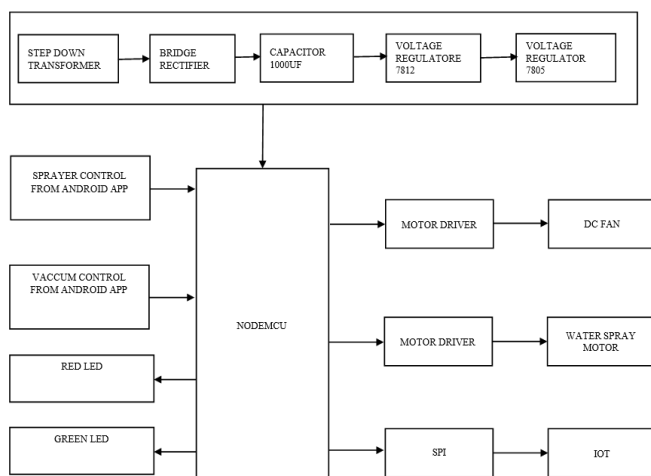 STEP DOWN
TRANSFORMER
BRIDGE
RECTIFIER
CAPACITOR
1000UF
VOLTAGE
REGULATORE
7812
VOLTAGE
REGULATOR
7805
SPRAYER CONTROL
FROM ANDROID APP
VACCUM CONTROL
FROM ANDROID APP
RED LED
GREEN LED
NODEMCU
MOTOR DRIVER
DC FAN
MOTOR DRIVER
WATER SPRAY
MOTOR
SPI
IOT